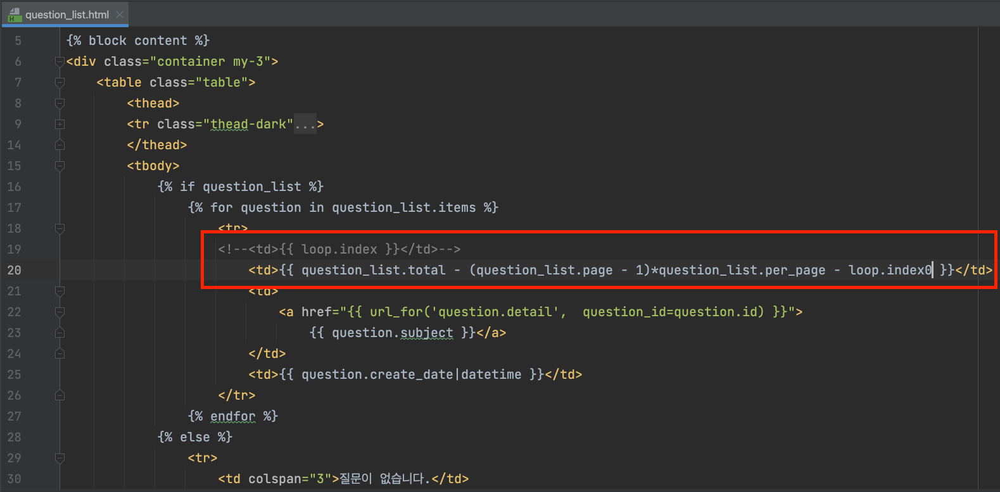 question_list.html
5 {% block content %}
6 <div class="container my-3">
7 <table class="table">
8 <thead>
9 <tr class="thead-dark"...>
14 </thead>
15 <tbody>
16 {% if question_list %}
17 {% for question in question_list.items %}
18 <tr>
19 <!--<td>{{ loop.index }}</td>-->
20 <td>{{ question_list.total - (question_list.page - 1)*question_list.per_page - loop.index0 }}</td>
21 <td>
22 <a href="{{ url_for('question.detail',  question_id=question.id) }}">
23 {{ question.subject }}</a>
24 </td>
25 <td>{{ question.create_date|datetime }}</td>
26 </tr>
27 {% endfor %}
28 {% else %}
29 <tr>
30 <td colspan="3">질문이 없습니다.</td>